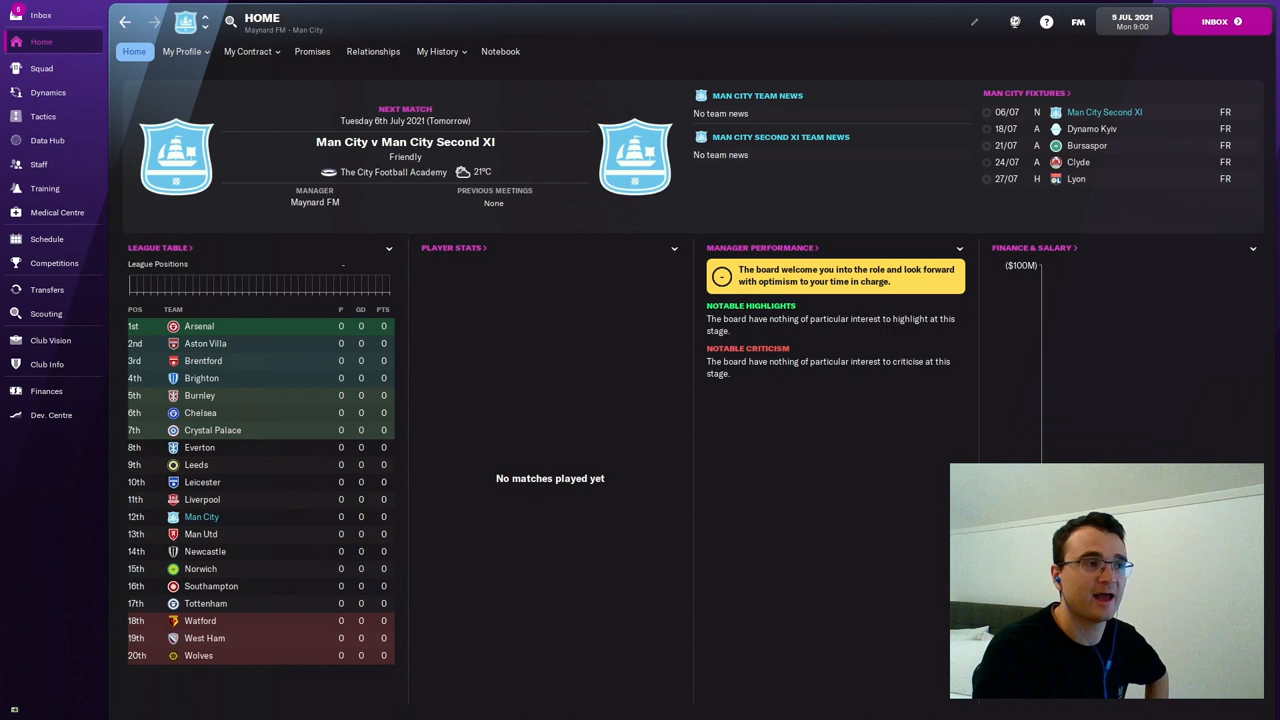 5
Inbox
Home
Squad
Dynamics
Tactics
Data Hub
Staff
Training
Medical Centre
Schedule
Competitions
Transfers
Scouting
Club Vision
Club Info
Finances
Dev. Centre
HOME
Maynard FM - Man City
? FM
5 JUL 2021
Mon 9:00
INBOX
Home My Profile My Contract Promises Relationships My History Notebook
NEXT MATCH
Tuesday 6th July 2021 (Tomorrow)
Man City v Man City Second XI
Friendly
The City Football Academy 21°C
MANAGER
Maynard FM
PREVIOUS MEETINGS
None
MAN CITY TEAM NEWS
No team news
MAN CITY SECOND XI TEAM NEWS
No team news
MAN CITY FIXTURES >
06/07 N Man City Second XI FR
18/07 A Dynamo Kyiv FR
21/07 A Bursaspor FR
24/07 A Clyde FR
27/07 H Lyon FR
LEAGUE TABLE >
League Positions -
POS TEAM P GD PTS
1st Arsenal 0 0 0
2nd Aston Villa 0 0 0
3rd Brentford 0 0 0
4th Brighton 0 0 0
5th Burnley 0 0 0
6th Chelsea 0 0 0
7th Crystal Palace 0 0 0
8th Everton 0 0 0
9th Leeds 0 0 0
10th Leicester 0 0 0
11th Liverpool 0 0 0
12th Man City 0 0 0
13th Man Utd 0 0 0
14th Newcastle 0 0 0
15th Norwich 0 0 0
16th Southampton 0 0 0
17th Tottenham 0 0 0
18th Watford 0 0 0
19th West Ham 0 0 0
20th Wolves 0 0 0
PLAYER STATS >
No matches played yet
MANAGER PERFORMANCE >
- The board welcome you into the role and look forward
with optimism to your time in charge.
NOTABLE HIGHLIGHTS
The board have nothing of particular interest to highlight at this
stage.
NOTABLE CRITICISM
The board have nothing of particular interest to criticise at this
stage.
FINANCE & SALARY >
($100M)